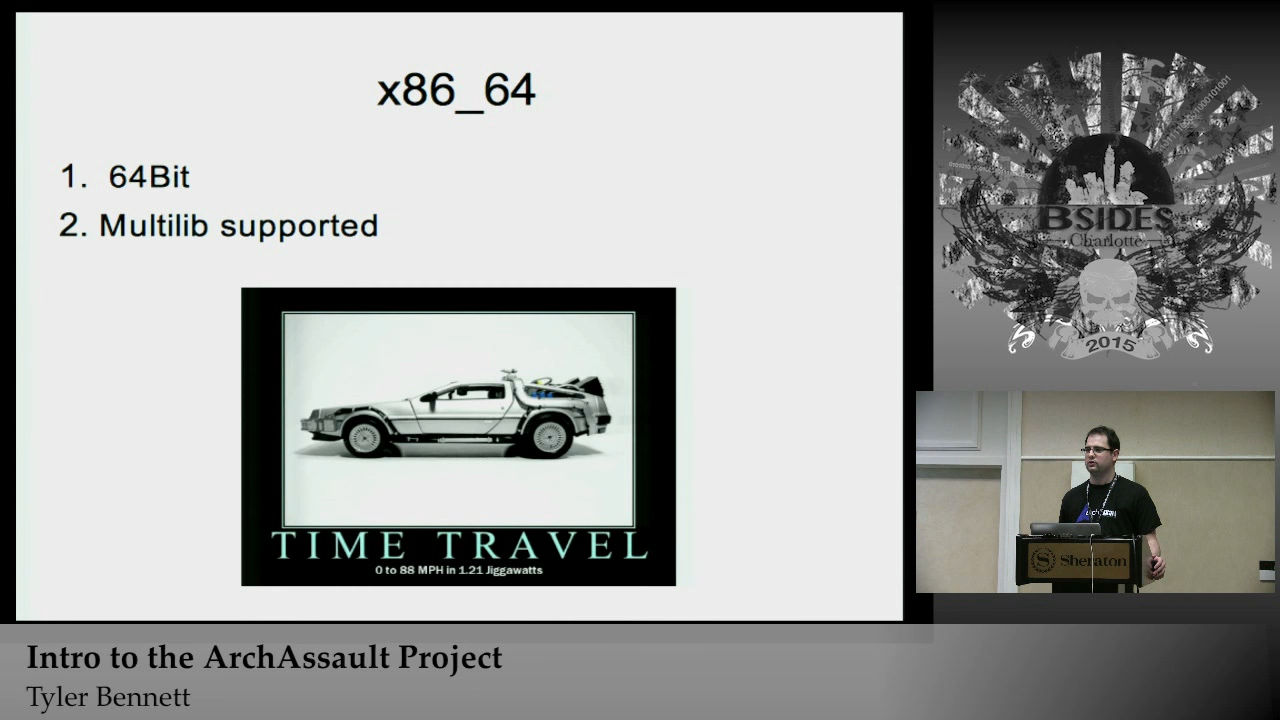 x86_64
1. 64Bit
2. Multilib supported
TIME TRAVEL
0 to 88 MPH in 1.21 Jiggawatts
BSIDES
Charlotte
2015
Sheraton
Intro to the ArchAssault Project
Tyler Bennett